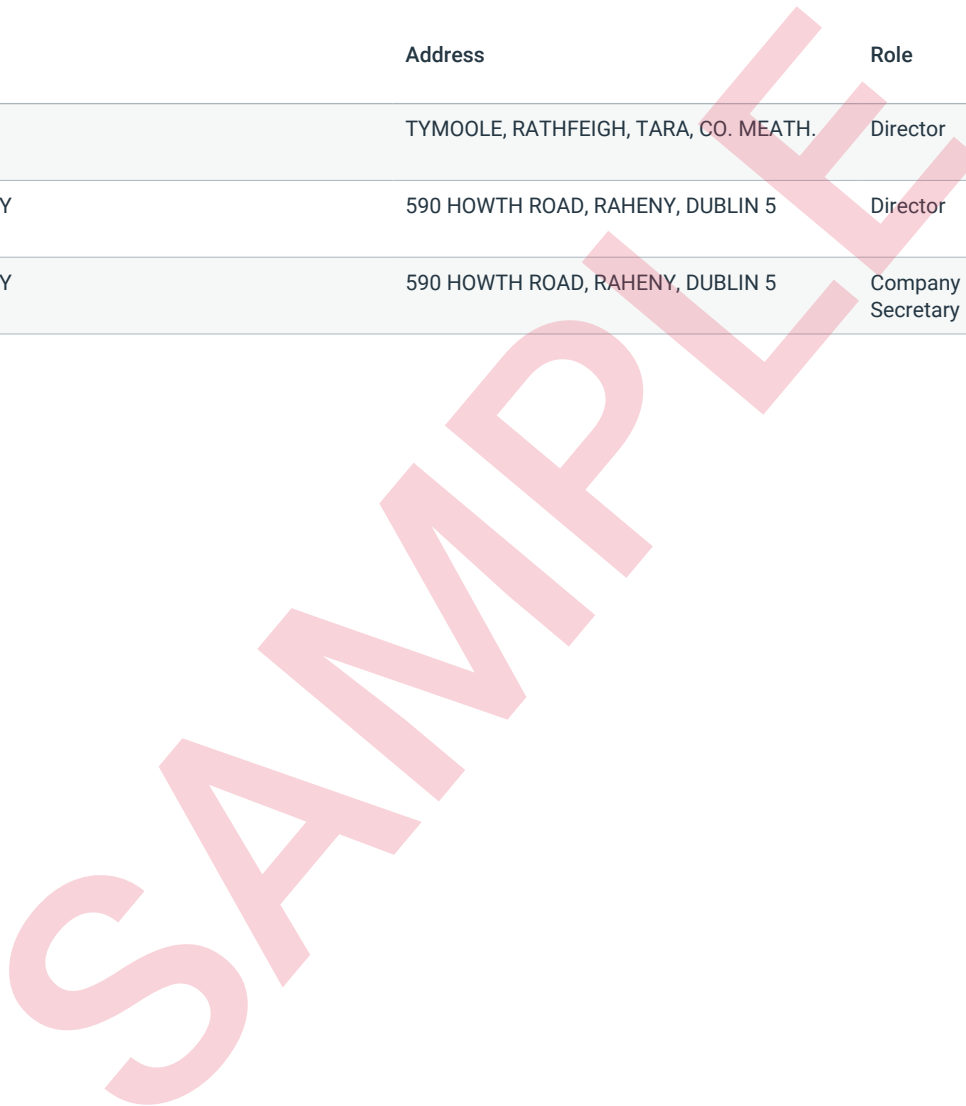 Address Role
TYMOOLE, RATHFEIGH, TARA, CO. MEATH. Director
Y 590 HOWTH ROAD, RAHENY, DUBLIN 5 Director
Y 590 HOWTH ROAD, RAHENY, DUBLIN 5 Company
Secretary
SAMPLE